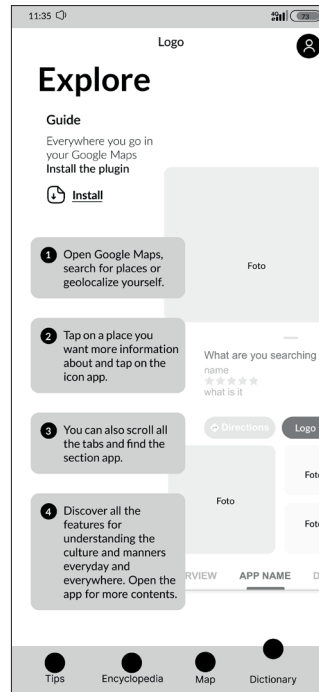 11:35
4G
73
Logo
Explore
Guide
Everywhere you go in
your Google Maps
Install the plugin
Install
1 Open Google Maps,
search for places or
geolocalize yourself.
Foto
2 Tap on a place you
want more information
about and tap on the
icon app.
What are you searching
name
what is it
3 You can also scroll all
the tabs and find the
section app.
Directions
Logo
Foto
Foto
Foto
4 Discover all the
features for
understanding the
culture and manners
everyday and
everywhere. Open the
app for more contents.
RVIEW APP NAME D
Tips Encyclopedia Map Dictionary